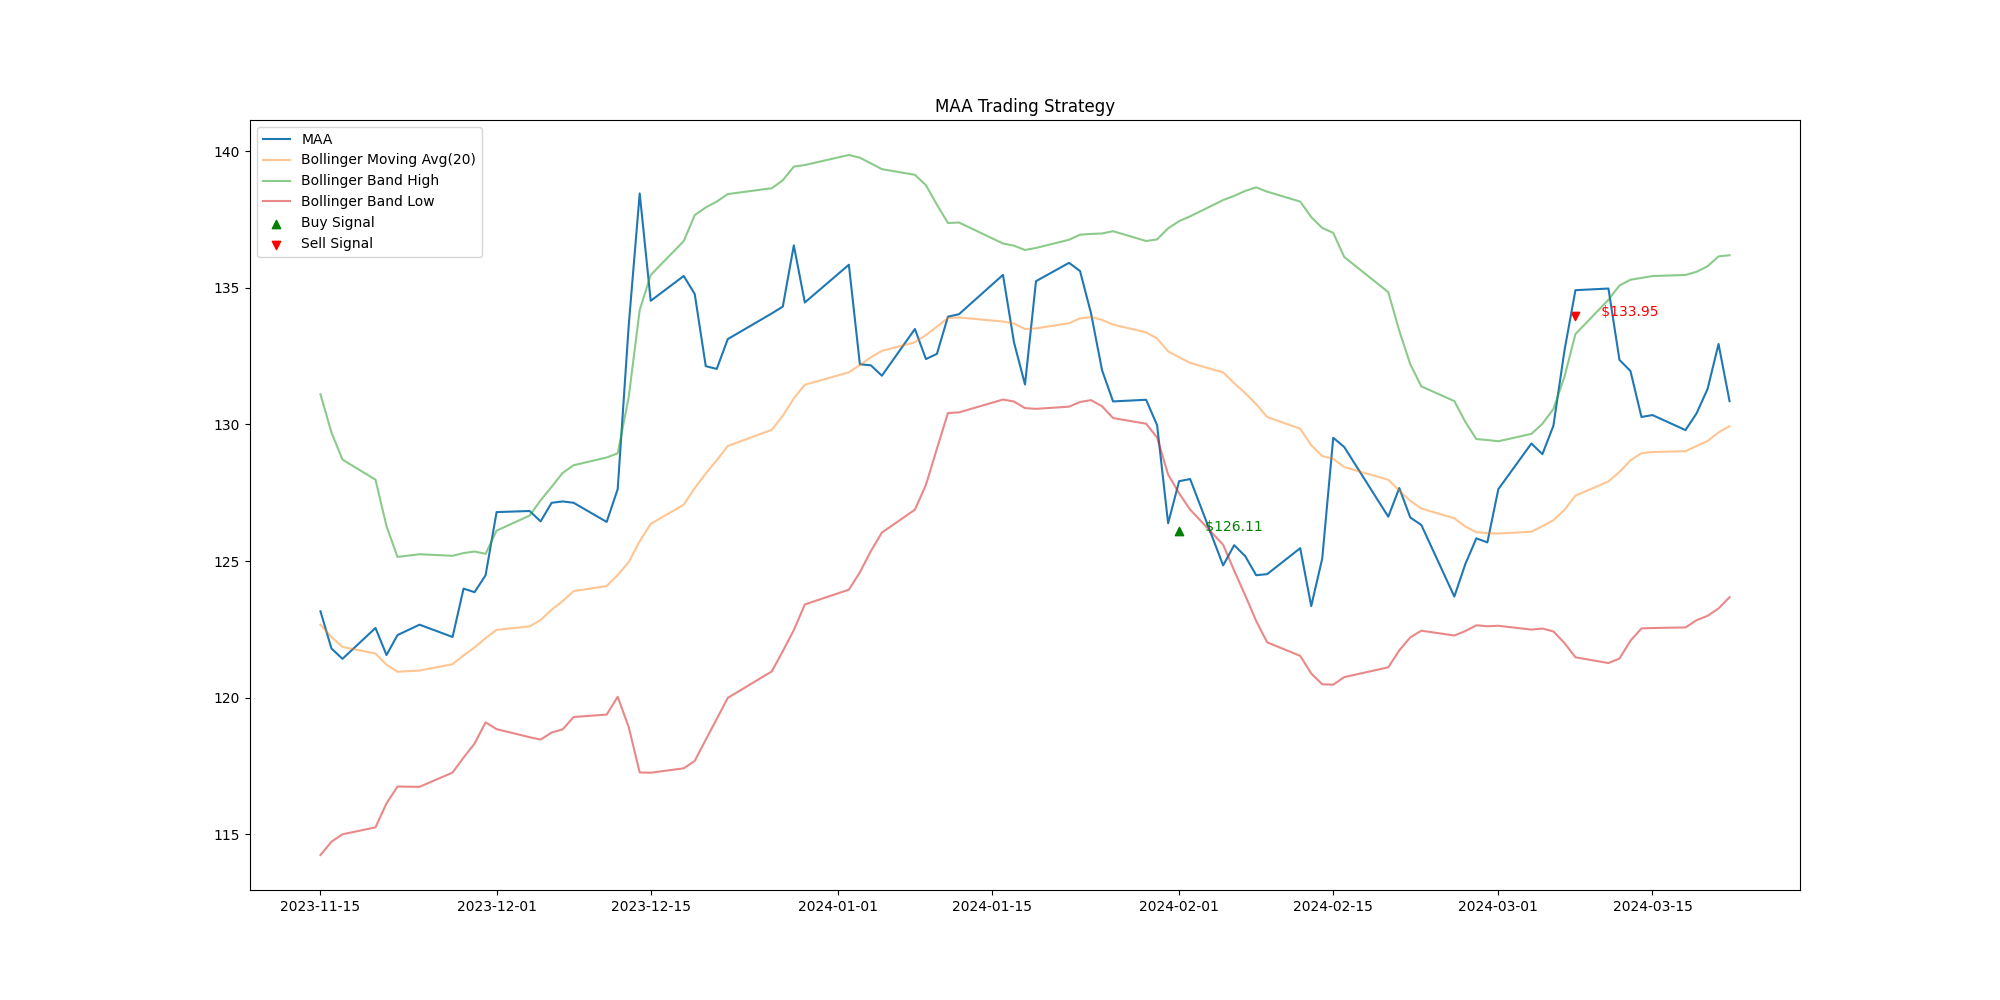 MAA Trading Strategy
MAA
Bollinger Moving Avg(20)
Bollinger Band High
Bollinger Band Low
Buy Signal
Sell Signal
140
135
130
125
120
115
$133.95
$126.11
2023-11-15
2023-12-01
2023-12-15
2024-01-01
2024-01-15
2024-02-01
2024-02-15
2024-03-01
2024-03-15